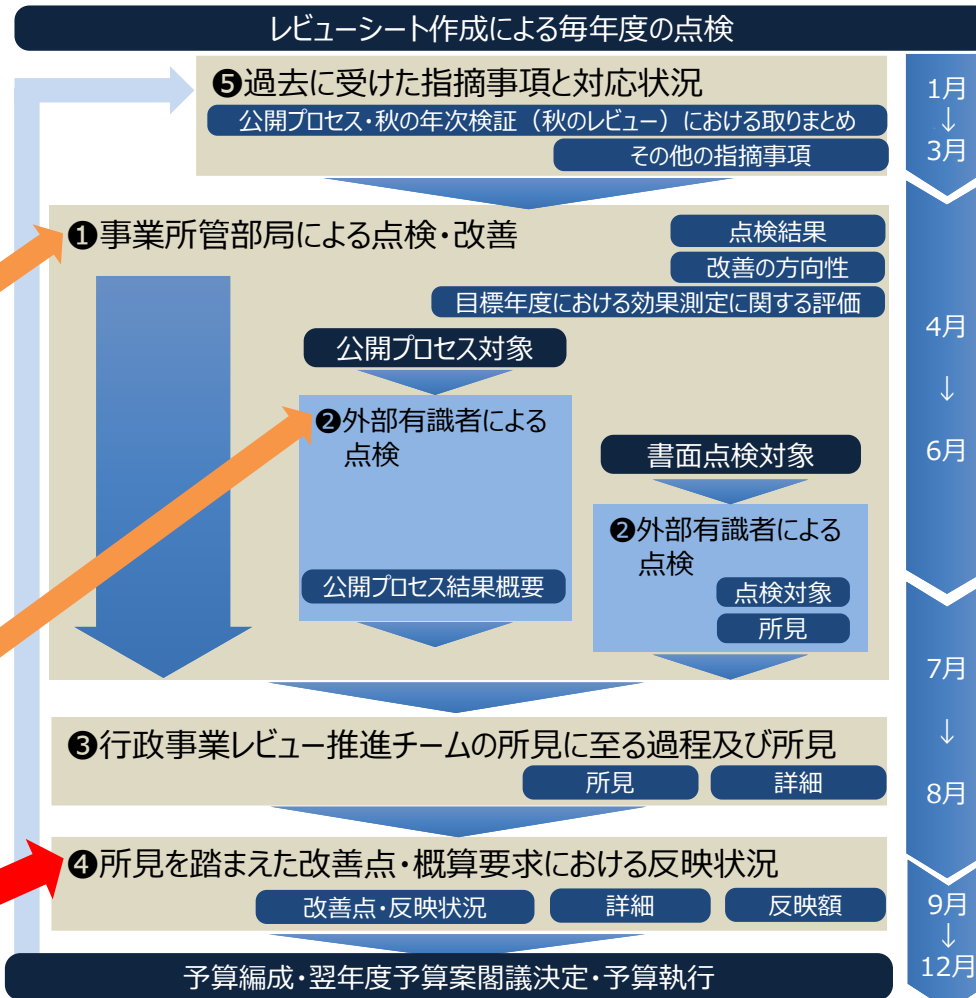 レビューシート作成による毎年度の点検
❺過去に受けた指摘事項と対応状況
公開プロセス・秋の年次検証（秋のレビュー）における取りまとめ
その他の指摘事項
1月
↓
3月
❶事業所管部局による点検・改善
点検結果
改善の方向性
目標年度における効果測定に関する評価
公開プロセス対象
❷外部有識者による
点検
公開プロセス結果概要
書面点検対象
❷外部有識者による
点検
点検対象
所見
4月
↓
6月
❸行政事業レビュー推進チームの所見に至る過程及び所見
所見
詳細
7月
↓
8月
❹所見を踏まえた改善点・概算要求における反映状況
改善点・反映状況
詳細
反映額
9月
↓
12月
予算編成・翌年度予算案閣議決定・予算執行